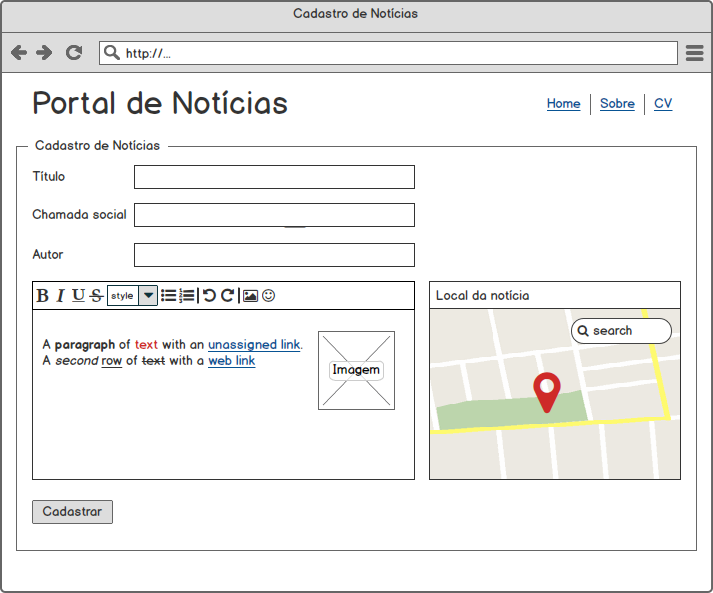 Cadastro de Notícias
http://...
Portal de Notícias
Home Sobre CV
Cadastro de Notícias
Título
Chamada social
Autor
B I U S style
Local da notícia
search
A paragraph of text with an unassigned link.
A second row of text with a web link
Imagem
Cadastrar